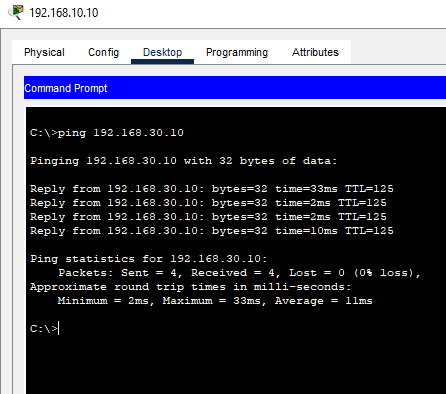 192.168.10.10
Physical Config Desktop Programming Attributes
Command Prompt
C:\>ping 192.168.30.10
Pinging 192.168.30.10 with 32 bytes of data:
Reply from 192.168.30.10: bytes=32 time=33ms TTL=125
Reply from 192.168.30.10: bytes=32 time=2ms TTL=125
Reply from 192.168.30.10: bytes=32 time=2ms TTL=125
Reply from 192.168.30.10: bytes=32 time=10ms TTL=125
Ping statistics for 192.168.30.10:
Packets: Sent = 4, Received = 4, Lost = 0 (0% loss),
Approximate round trip times in milli-seconds:
Minimum = 2ms, Maximum = 33ms, Average = 11ms
C:\>